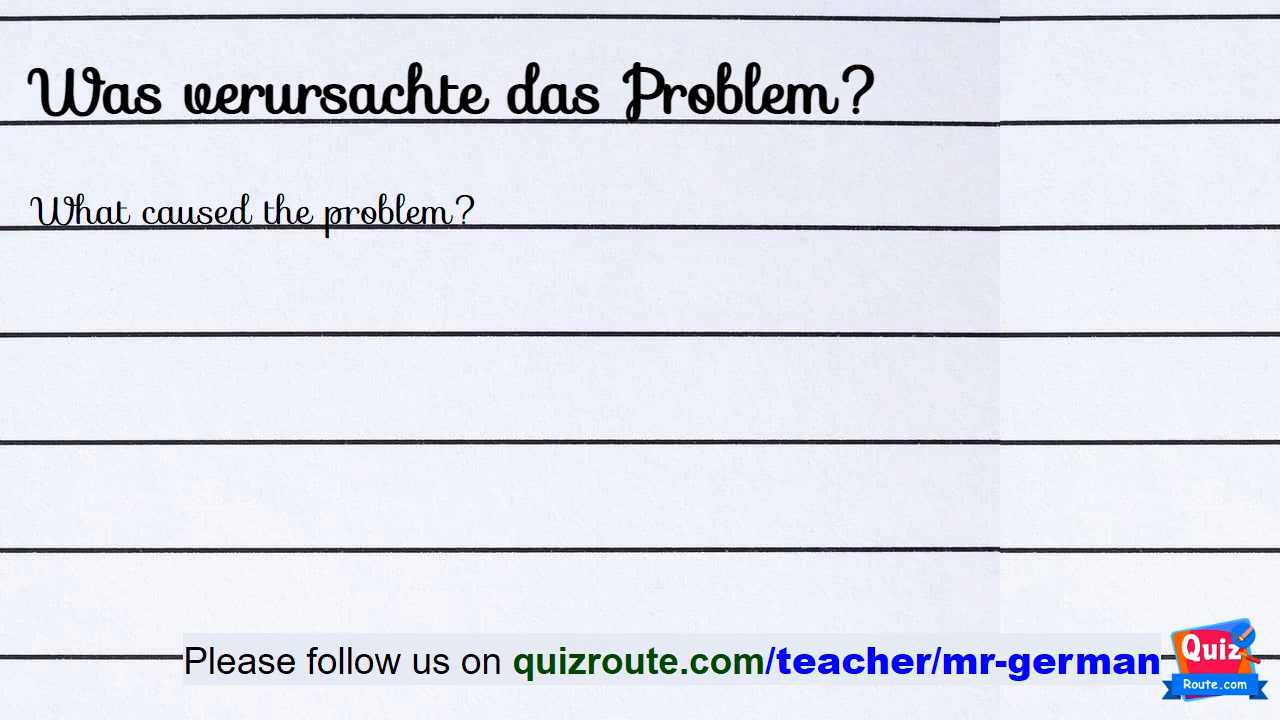 Was verursachte das Problem?
What caused the problem?
Please follow us on quizroute.com/teacher/mr-german
Quiz
Route.com